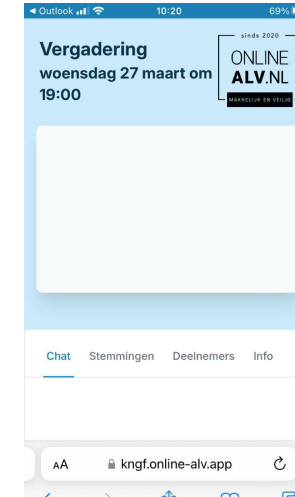 Outlook 10:20 69%
Vergadering
woensdag 27 maart om
19:00
sinds 2020
ONLINE
ALV.NL
MAKKELIJK EN VEILIG
Chat Stemmingen Deelnemers Info
AA kngf.online-alv.app